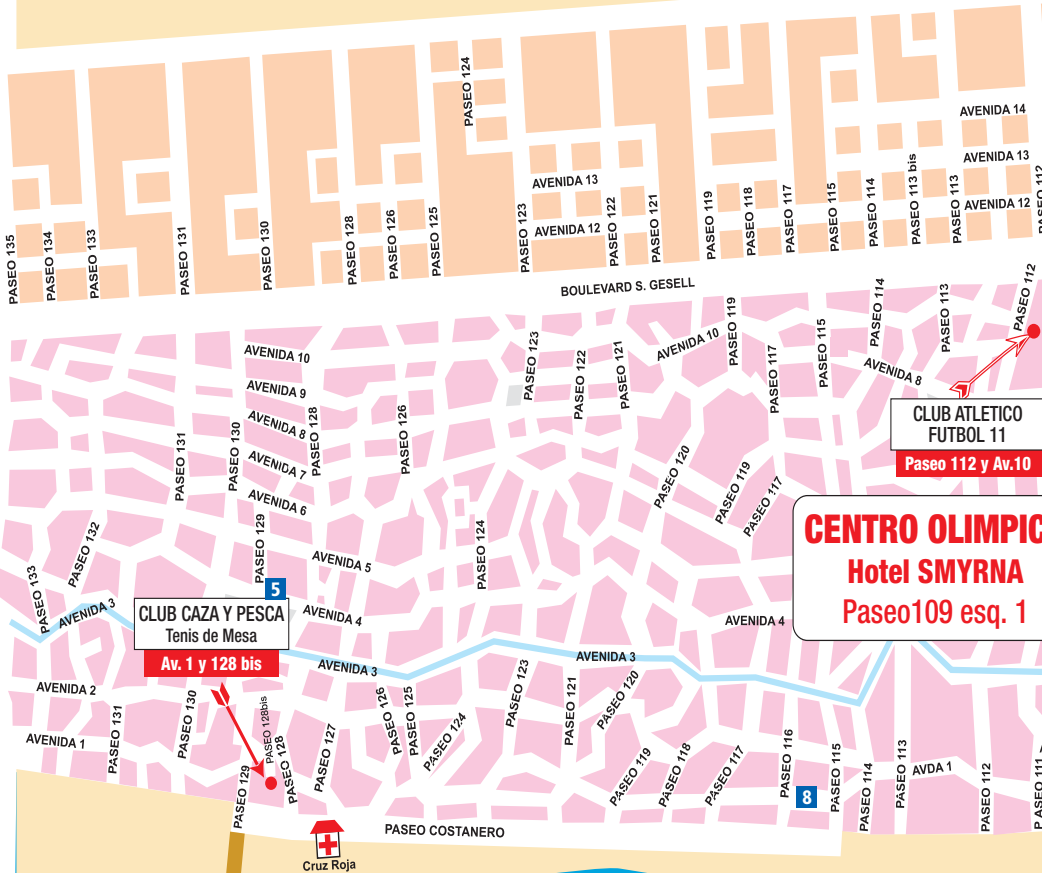 PASEO 124
AVENIDA 14
AVENIDA 13
AVENIDA 12
AVENIDA 13
AVENIDA 12
PASEO 135
PASEO 134
PASEO 133
PASEO 131
PASEO 130
PASEO 128
PASEO 126
PASEO 125
PASEO 123
PASEO 122
PASEO 121
PASEO 119
PASEO 118
PASEO 117
PASEO 115
PASEO 114
PASEO 113 bis
PASEO 113
PASEO 112
BOULEVARD S. GESELL
PASEO 123
PASEO 122
PASEO 121
AVENIDA 10
PASEO 119
PASEO 117
PASEO 115
PASEO 114
PASEO 113
PASEO 112
AVENIDA 8
AVENIDA 10
AVENIDA 9
AVENIDA 8
AVENIDA 7
AVENIDA 6
PASEO 131
PASEO 130
PASEO 128
PASEO 126
PASEO 120
PASEO 119
PASEO 117
CLUB ATLETICO
FUTBOL 11
Paseo 112 y Av.10
CENTRO OLIMPIC
Hotel SMYRNA
Paseo109 esq. 1
PASEO 133
PASEO 132
PASEO 129
PASEO 124
AVENIDA 5
5
AVENIDA 4
AVENIDA 4
AVENIDA 3
CLUB CAZA Y PESCA
Tenis de Mesa
Av. 1 y 128 bis
AVENIDA 3
AVENIDA 3
AVENIDA 2
AVENIDA 1
PASEO 131
PASEO 130
PASEO 129
PASEO 128bis
PASEO 128
PASEO 127
PASEO 126
PASEO 125
PASEO 124
PASEO 123
PASEO 121
PASEO 120
PASEO 119
PASEO 118
PASEO 117
PASEO 116
8
PASEO 115
PASEO 114
PASEO 113
AVDA 1
PASEO 112
PASEO 111
PASEO COSTANERO
Cruz Roja